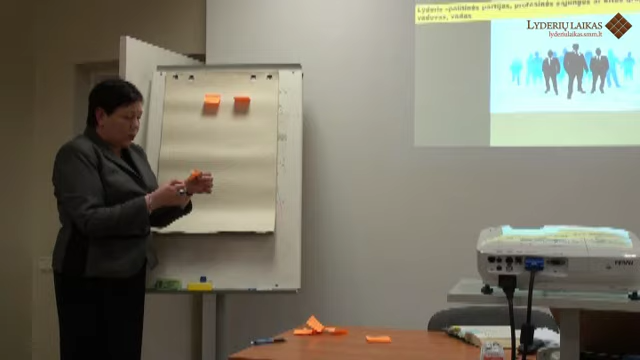 Lyderis - politinės partijos, profesinės sąjungos ar kitos
vadovas, vadas
LYDERIŲ LAIKAS
lyderiulaikas.smm.lt